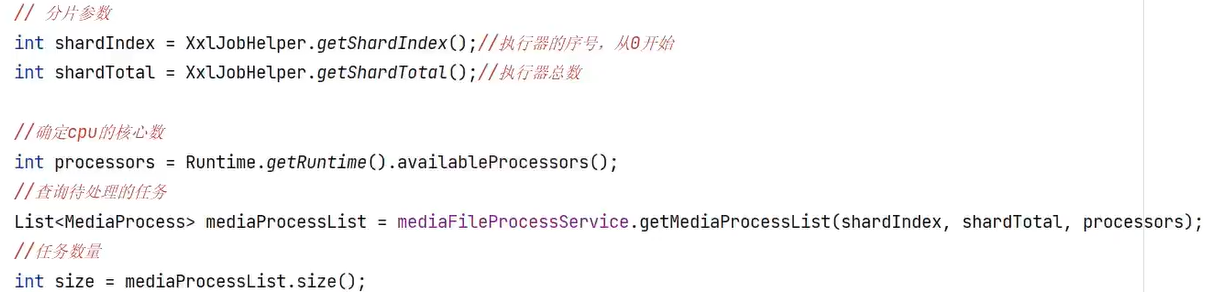 // 分片参数
int shardIndex = XxlJobHelper.getShardIndex();//执行器的序号，从0开始
int shardTotal = XxlJobHelper.getShardTotal();//执行器总数
//确定cpu的核心数
int processors = Runtime.getRuntime().availableProcessors();
//查询待处理的任务
List<MediaProcess> mediaProcessList = mediaFileProcessService.getMediaProcessList(shardIndex, shardTotal, processors);
//任务数量
int size = mediaProcessList.size();